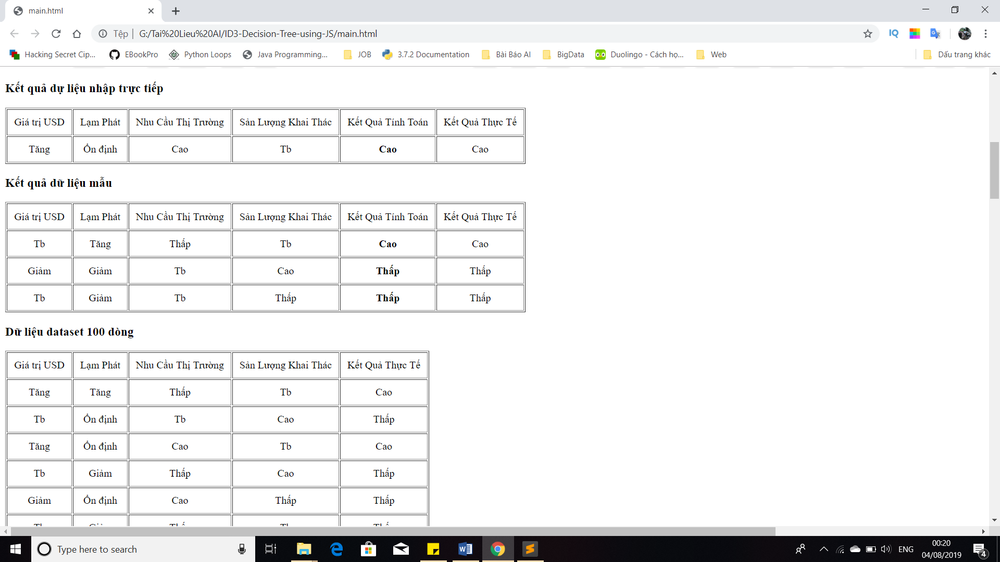 main.html
Tệp | G:/Tai%20Lieu%20AI/ID3-Decision-Tree-using-JS/main.html
Hacking Secret Cip... EBookPro Python Loops Java Programming... JOB 3.7.2 Documentation Bài Báo AI BigData Duolingo - Cách họ... Web Dấu trang khác
Kết quả dự liệu nhập trực tiếp
Giá trị USD Lạm Phát Nhu Cầu Thị Trường Sản Lượng Khai Thác Kết Quả Tính Toán Kết Quả Thực Tế
Tăng Ổn định Cao Tb Cao Cao
Kết quả dữ liệu mẫu
Giá trị USD Lạm Phát Nhu Cầu Thị Trường Sản Lượng Khai Thác Kết Quả Tính Toán Kết Quả Thực Tế
Tb Tăng Thấp Tb Cao Cao
Giảm Giảm Tb Cao Thấp Thấp
Tb Giảm Tb Thấp Thấp Thấp
Dữ liệu dataset 100 dòng
Giá trị USD Lạm Phát Nhu Cầu Thị Trường Sản Lượng Khai Thác Kết Quả Thực Tế
Tăng Tăng Thấp Tb Cao
Tb Ổn định Tb Cao Thấp
Tăng Ổn định Cao Tb Cao
Tb Giảm Thấp Cao Thấp
Giảm Ổn định Cao Thấp Thấp
Type here to search
ENG
00:20
04/08/2019
4